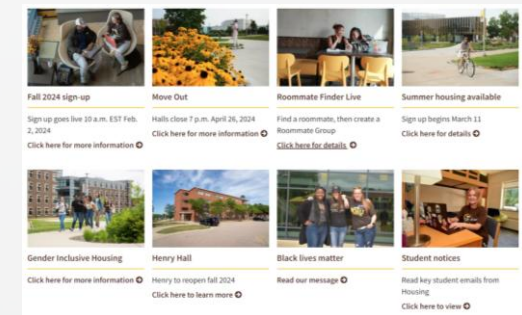 Fall 2024 sign-up
Sign up goes live 10 a.m. EST Feb.
2, 2024
Click here for more information
Move Out
Halls close 7 p.m. April 26, 2024
Click here for more information
Roommate Finder Live
Find a roommate, then create a
Roommate Group
Click here for details
Summer housing available
Sign up begins March 11
Click here for details
Gender Inclusive Housing
Click here for more information
Henry Hall
Henry to reopen fall 2024
Click here to learn more
Black lives matter
Read our message
Student notices
Read key student emails from
Housing
Click here to view